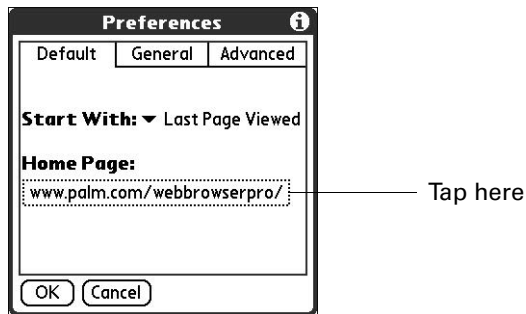 Preferences
Default General Advanced
Start With: Last Page Viewed
Home Page:
www.palm.com/webbrowserpro/ Tap here
OK Cancel